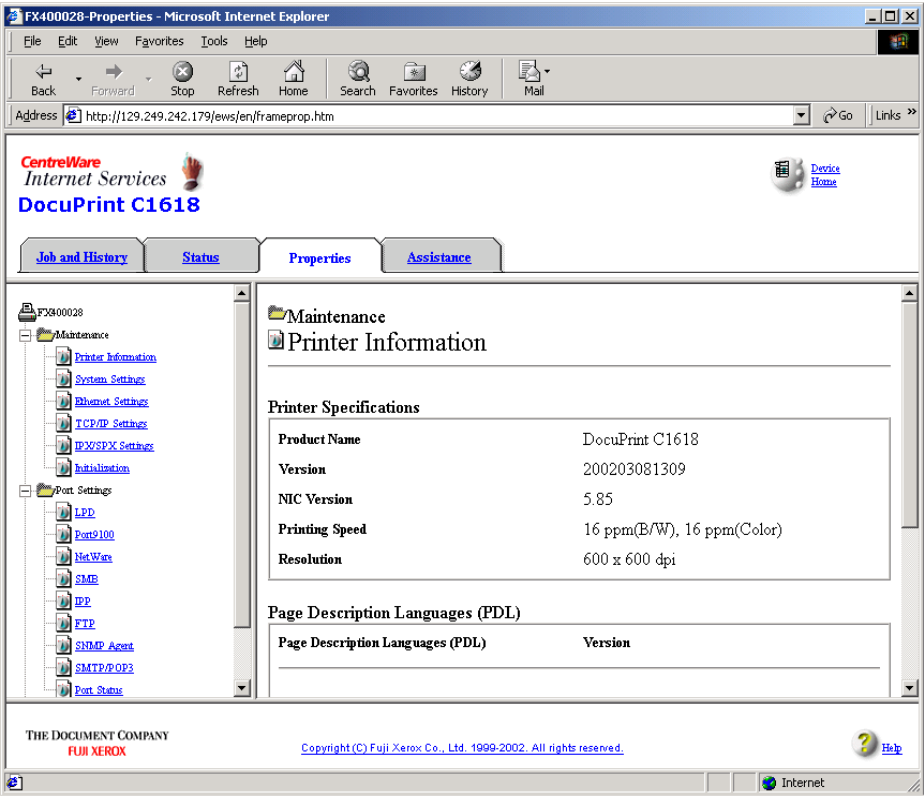 FX400028-Properties - Microsoft Internet Explorer
File Edit View Favorites Tools Help
Back Forward Stop Refresh Home Search Favorites History Mail
Address http://129.249.242.179/ews/en/frameprop.htm Go Links »
CentreWare
Internet Services
DocuPrint C1618
Device
Home
Job and History Status Properties Assistance
FX400028
Maintenance
Printer Information
System Settings
Ethernet Settings
TCP/IP Settings
IPX/SPX Settings
Initialization
Port Settings
LPD
Port9100
NetWare
SMB
IPP
FTP
SNMP Agent
SMTP/POP3
Port Status
Maintenance
Printer Information
Printer Specifications
Product Name DocuPrint C1618
Version 200203081309
NIC Version 5.85
Printing Speed 16 ppm(B/W), 16 ppm(Color)
Resolution 600 x 600 dpi
Page Description Languages (PDL)
Page Description Languages (PDL) Version
THE DOCUMENT COMPANY
FUJI XEROX
Copyright (C) Fuji Xerox Co., Ltd. 1999-2002. All rights reserved.
Help
Internet